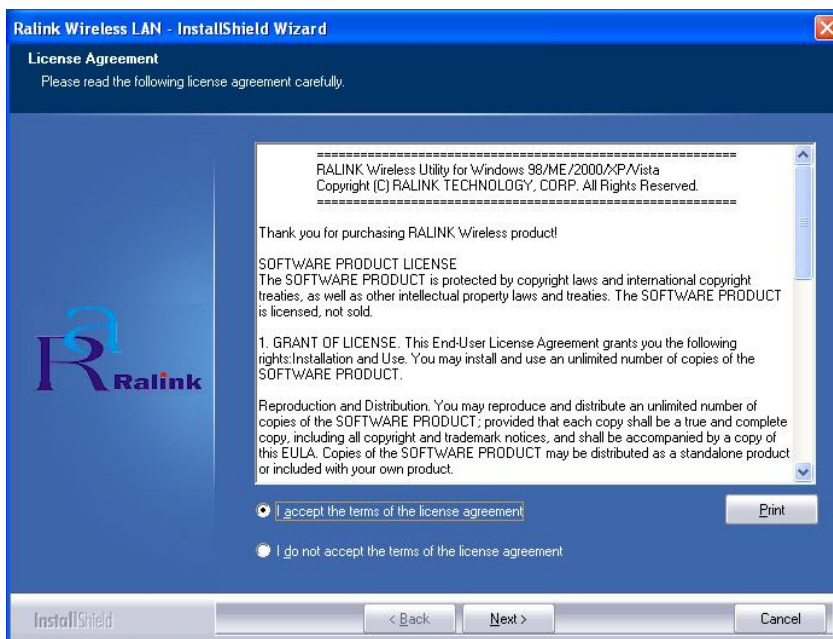 Ralink Wireless LAN - InstallShield Wizard
License Agreement
Please read the following license agreement carefully.
==========================================================
RALINK Wireless Utility for Windows 98/ME/2000/XP/Vista
Copyright (C) RALINK TECHNOLOGY, CORP. All Rights Reserved.
==========================================================
Thank you for purchasing RALINK Wireless product!
SOFTWARE PRODUCT LICENSE
The SOFTWARE PRODUCT is protected by copyright laws and international copyright
treaties, as well as other intellectual property laws and treaties. The SOFTWARE PRODUCT
is licensed, not sold.
1. GRANT OF LICENSE. This End-User License Agreement grants you the following
rights:Installation and Use. You may install and use an unlimited number of copies of the
SOFTWARE PRODUCT.
Reproduction and Distribution. You may reproduce and distribute an unlimited number of
copies of the SOFTWARE PRODUCT; provided that each copy shall be a true and complete
copy, including all copyright and trademark notices, and shall be accompanied by a copy of
this EULA. Copies of the SOFTWARE PRODUCT may be distributed as a standalone product
or included with your own product.
Ra
Ralink
I accept the terms of the license agreement
Print
I do not accept the terms of the license agreement
InstallShield
< Back
Next >
Cancel